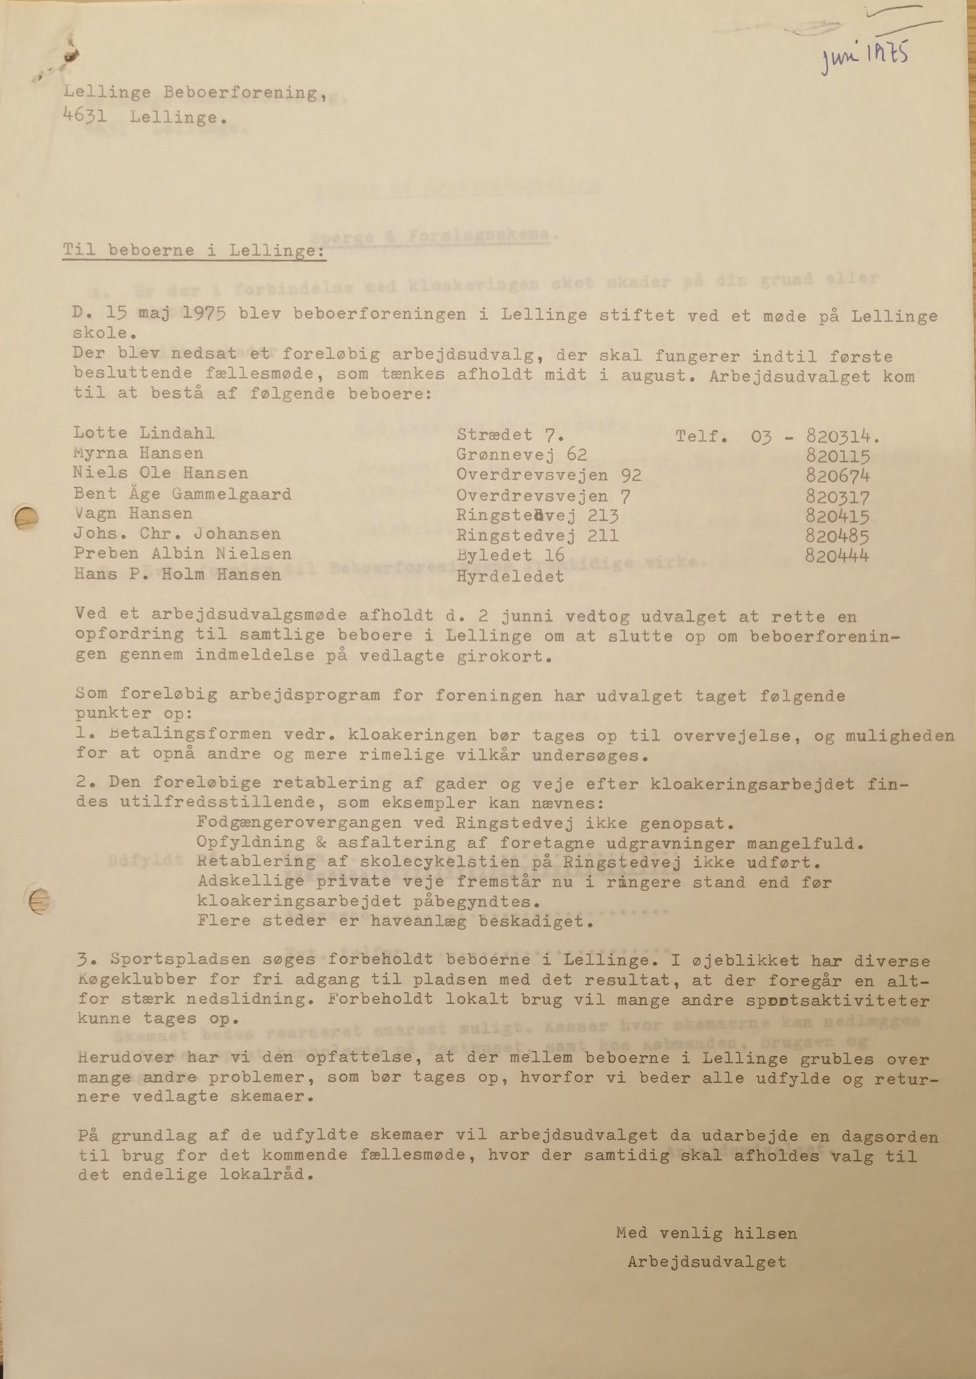 juni 1975
Lellinge Beboerforening,
4631 Lellinge.
Til beboerne i Lellinge:
D. 15 maj 1975 blev beboerforeningen i Lellinge stiftet ved et møde på Lellinge
skole.
Der blev nedsat et foreløbig arbejdsudvalg, der skal fungerer indtil første
besluttende fællesmøde, som tænkes afholdt midt i august. Arbejdsudvalget kom
til at bestå af følgende beboere:
Lotte Lindahl Strædet 7. Telf. 03 - 820314.
Myrna Hansen Grønnevej 62 820115
Niels Ole Hansen Overdrevsvejen 92 820674
Bent Åge Gammelgaard Overdrevsvejen 7 820317
Vagn Hansen Ringstedvej 213 820415
Johs. Chr. Johansen Ringstedvej 211 820485
Preben Albin Nielsen Byledet 16 820444
Hans P. Holm Hansen Hyrdeledet
Ved et arbejdsudvalgsmøde afholdt d. 2 junni vedtog udvalget at rette en
opfordring til samtlige beboere i Lellinge om at slutte op om beboerforenin-
gen gennem indmeldelse på vedlagte girokort.
Som foreløbig arbejdsprogram for foreningen har udvalget taget følgende
punkter op:
1. Betalingsformen vedr. kloakeringen bør tages op til overvejelse, og muligheden
for at opnå andre og mere rimelige vilkår undersøges.
2. Den foreløbige retablering af gader og veje efter kloakeringsarbejdet fin-
des utilfredsstillende, som eksempler kan nævnes:
Fodgængerovergangen ved Ringstedvej ikke genopsat.
Opfyldning & asfaltering af foretagne udgravninger mangelfuld.
Retablering af skolecykelstien på Ringstedvej ikke udført.
Adskellige private veje fremstår nu i ringere stand end før
kloakeringsarbejdet påbegyndtes.
Flere steder er haveanlæg beskadiget.
3. Sportspladsen søges forbeholdt beboerne i Lellinge. I øjeblikket har diverse
Køgeklubber for fri adgang til pladsen med det resultat, at der foregår en alt-
for stærk nedslidning. Forbeholdt lokalt brug vil mange andre sportsaktiviteter
kunne tages op.
Herudover har vi den opfattelse, at der mellem beboerne i Lellinge grubles over
mange andre problemer, som bør tages op, hvorfor vi beder alle udfylde og retur-
nere vedlagte skemaer.
På grundlag af de udfyldte skemaer vil arbejdsudvalget da udarbejde en dagsorden
til brug for det kommende fællesmøde, hvor der samtidig skal afholdes valg til
det endelige lokalråd.
Med venlig hilsen
Arbejdsudvalget